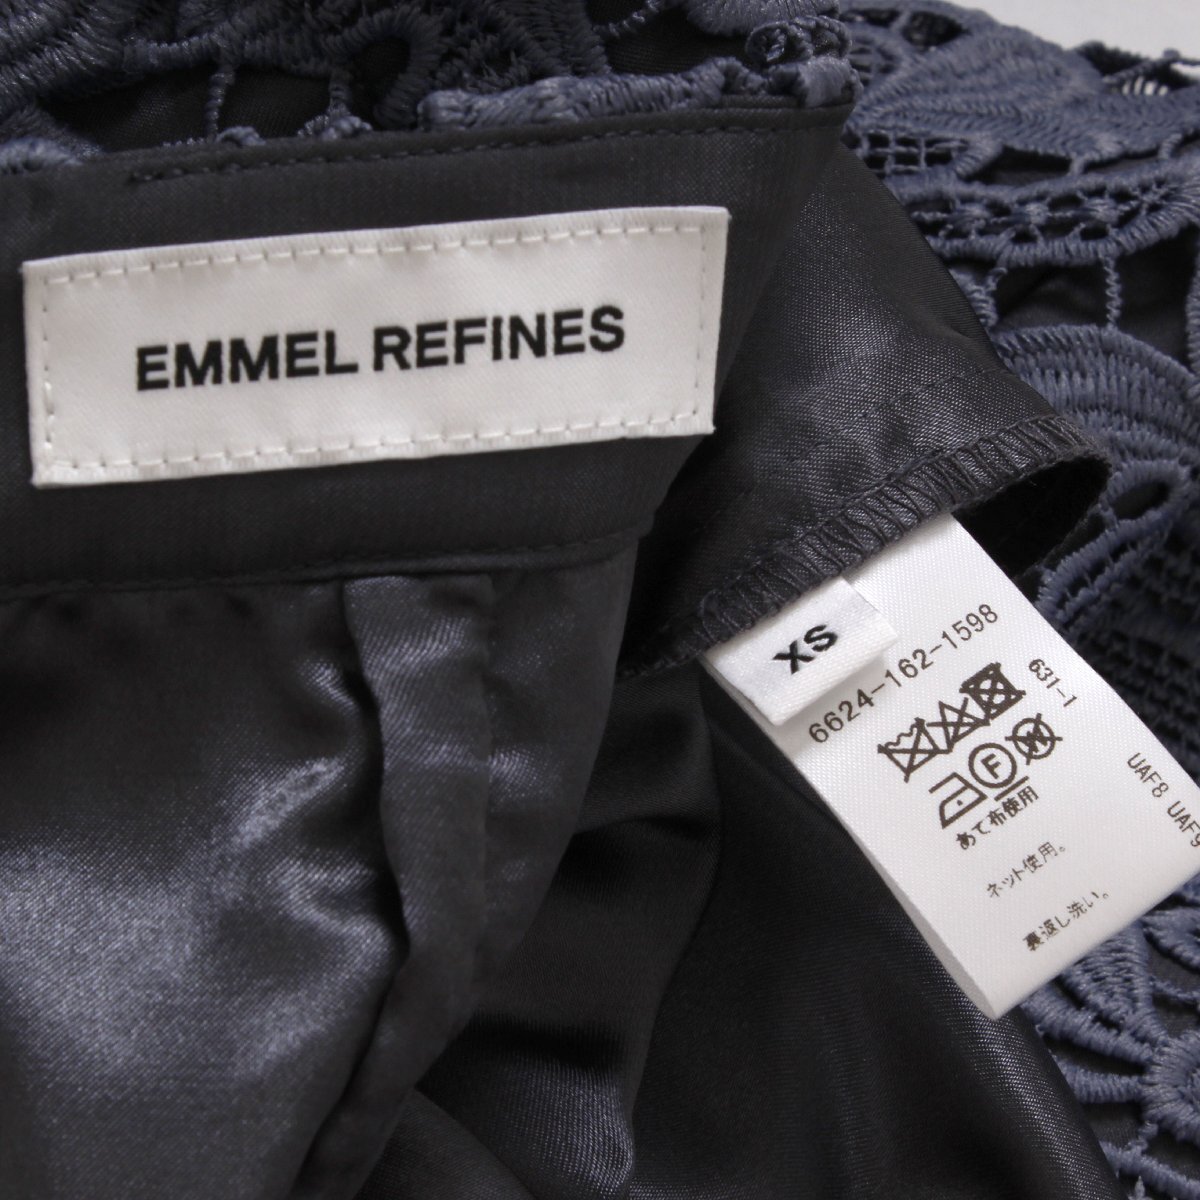 EMMEL REFINES
XS
6624-162-1598
631-1
F
W
あて布使用
ネット使用。
裏返し洗い。
UAF8 UAF9